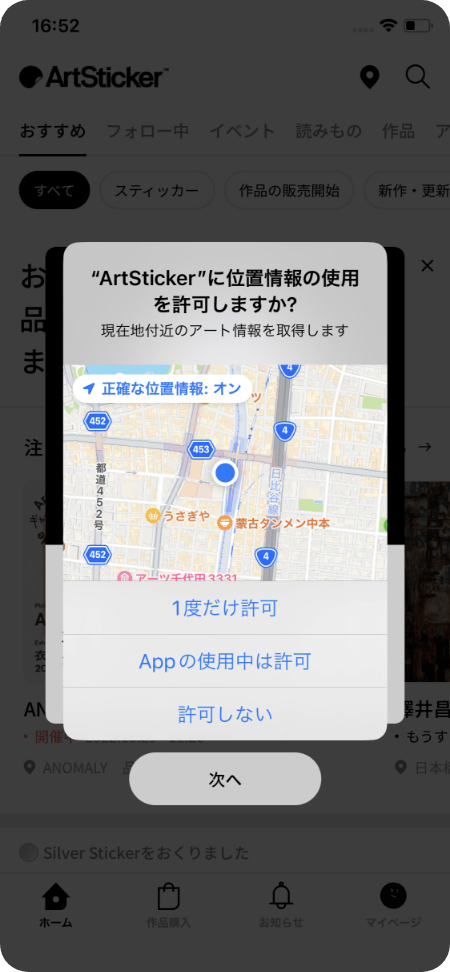 16:52
ArtSticker™
おすすめ フォロー中 イベント 読みもの 作品 ア
すべて スティッカー 作品の販売開始 新作・更新
お
品
ま
“ArtSticker”に位置情報の使用
を許可しますか?
現在地付近のアート情報を取得します
正確な位置情報: オン
ツ
4
452
4
453
都道452号
日比谷線
うさぎや
蒙古タンメン中本
452
4
アーツ千代田 3331
注
1度だけ許可
Appの使用中は許可
許可しない
AN
澤井昌
開催
もうす
ANOMALY
日本橋
次へ
Silver Stickerをおくりました
ホーム 作品購入 お知らせ マイページ